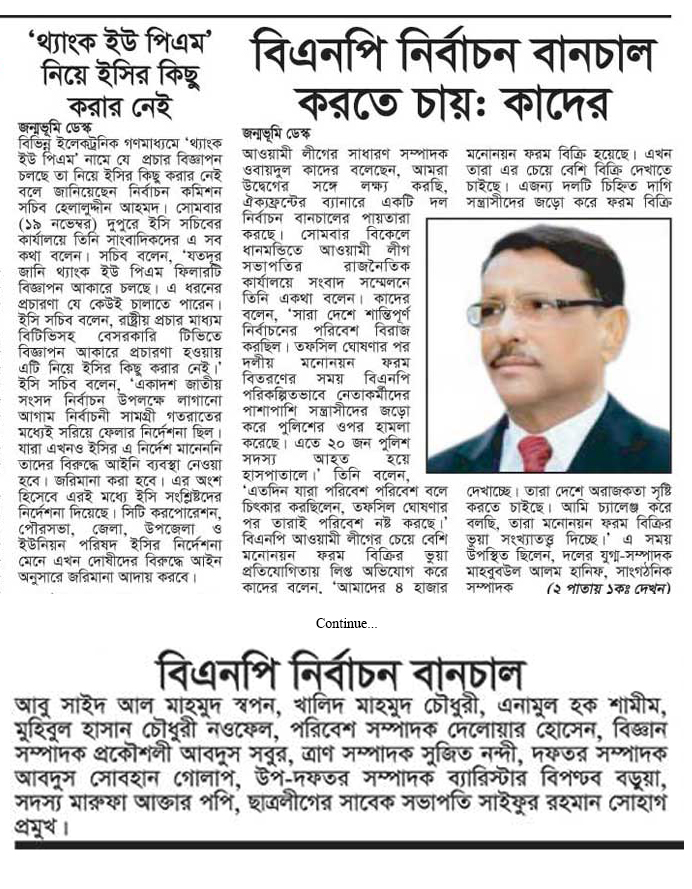 ‘থ্যাংক ইউ পিএম’
নিয়ে ইসির কিছু
করার নেই
জন্মভূমি ডেস্ক
বিভিন্ন ইলেকট্রনিক গণমাধ্যমে ‘থ্যাংক
ইউ পিএম’ নামে যে প্রচার বিজ্ঞাপন
চলছে তা নিয়ে ইসির কিছু করার নেই
বলে জানিয়েছেন নির্বাচন কমিশন
সচিব হেলালুদ্দীন আহমদ। সোমবার
(১৯ নভেম্বর) দুপুরে ইসি সচিবের
কার্যালয়ে তিনি সাংবাদিকদের এ সব
কথা বলেন। সচিব বলেন, ‘যতদূর
জানি থ্যাংক ইউ পিএম ফিলারটি
বিজ্ঞাপন আকারে চলছে। এ ধরনের
প্রচারণা যে কেউই চালাতে পারেন।
ইসি সচিব বলেন, রাষ্ট্রীয় প্রচার মাধ্যম
বিটিভিসহ বেসরকারি টিভিতে
বিজ্ঞাপন আকারে প্রচারণা হওয়ায়
এটি নিয়ে ইসির কিছু করার নেই।’
ইসি সচিব বলেন, ‘একাদশ জাতীয়
সংসদ নির্বাচন উপলক্ষে লাগানো
আগাম নির্বাচনী সামগ্রী গতরাতের
মধ্যেই সরিয়ে ফেলার নির্দেশনা ছিল।
যারা এখনও ইসির এ নির্দেশ মানেননি
তাদের বিরুদ্ধে আইনি ব্যবস্থা নেওয়া
হবে। জরিমানা করা হবে। এর অংশ
হিসেবে এরই মধ্যে ইসি সংশ্লিষ্টদের
নির্দেশনা দিয়েছে। সিটি করপোরেশন,
পৌরসভা, জেলা, উপজেলা ও
ইউনিয়ন পরিষদ ইসির নির্দেশনা
মেনে এখন দোষীদের বিরুদ্ধে আইন
অনুসারে জরিমানা আদায় করবে।
বিএনপি নির্বাচন বানচাল
করতে চায়: কাদের
জন্মভূমি ডেস্ক
আওয়ামী লীগের সাধারণ সম্পাদক
ওবায়দুল কাদের বলেছেন, আমরা
উদ্বেগের সঙ্গে লক্ষ্য করছি,
ঐক্যফ্রন্টের ব্যানারে একটি দল
নির্বাচন বানচালের পায়তারা
করছে। সোমবার বিকেলে
ধানমন্ডিতে আওয়ামী লীগ
সভাপতির রাজনৈতিক
কার্যালয়ে সংবাদ সম্মেলনে
তিনি একথা বলেন। কাদের
বলেন, ‘সারা দেশে শান্তিপূর্ণ
নির্বাচনের পরিবেশ বিরাজ
করছিল। তফসিল ঘোষণার পর
দলীয় মনোনয়ন ফরম
বিতরণের সময় বিএনপি
পরিকল্পিতভাবে নেতাকর্মীদের
পাশাপাশি সন্ত্রাসীদের জড়ো
করে পুলিশের ওপর হামলা
করেছে। এতে ২০ জন পুলিশ
সদস্য আহত হয়ে
হাসপাতালে।’ তিনি বলেন,
‘এতদিন যারা পরিবেশ পরিবেশ বলে
চিৎকার করছিলেন, তফসিল ঘোষণার
পর তারাই পরিবেশ নষ্ট করছে।’
বিএনপি আওয়ামী লীগের চেয়ে বেশি
মনোনয়ন ফরম বিক্রির ভুয়া
প্রতিযোগিতায় লিপ্ত অভিযোগ করে
কাদের বলেন, ‘আমাদের ৪ হাজার
মনোনয়ন ফরম বিক্রি হয়েছে। এখন
তারা এর চেয়ে বেশি বিক্রি দেখাতে
চাইছে। এজন্য দলটি চিহ্নিত দাগি
সন্ত্রাসীদের জড়ো করে ফরম বিক্রি
দেখাচ্ছে। তারা দেশে অরাজকতা সৃষ্টি
করতে চাইছে। আমি চ্যালেঞ্জ করে
বলছি, তারা মনোনয়ন ফরম বিক্রির
ভুয়া সংখ্যাতত্ত্ব দিচ্ছে।’ এ সময়
উপস্থিত ছিলেন, দলের যুগ্ম-সম্পাদক
মাহবুবউল আলম হানিফ, সাংগঠনিক
সম্পাদক (২ পাতায় ১কঃ দেখুন)
Continue...
বিএনপি নির্বাচন বানচাল
আবু সাইদ আল মাহমুদ স্বপন, খালিদ মাহমুদ চৌধুরী, এনামুল হক শামীম,
মুহিবুল হাসান চৌধুরী নওফেল, পরিবেশ সম্পাদক দেলোয়ার হোসেন, বিজ্ঞান
সম্পাদক প্রকৌশলী আবদুস সবুর, ত্রাণ সম্পাদক সুজিত নন্দী, দফতর সম্পাদক
আবদুস সোবহান গোলাপ, উপ-দফতর সম্পাদক ব্যারিস্টার বিপ্ণ্ডব বড়ুয়া,
সদস্য মারুফা আক্তার পপি, ছাত্রলীগের সাবেক সভাপতি সাইফুর রহমান সোহাগ
প্রমুখ।